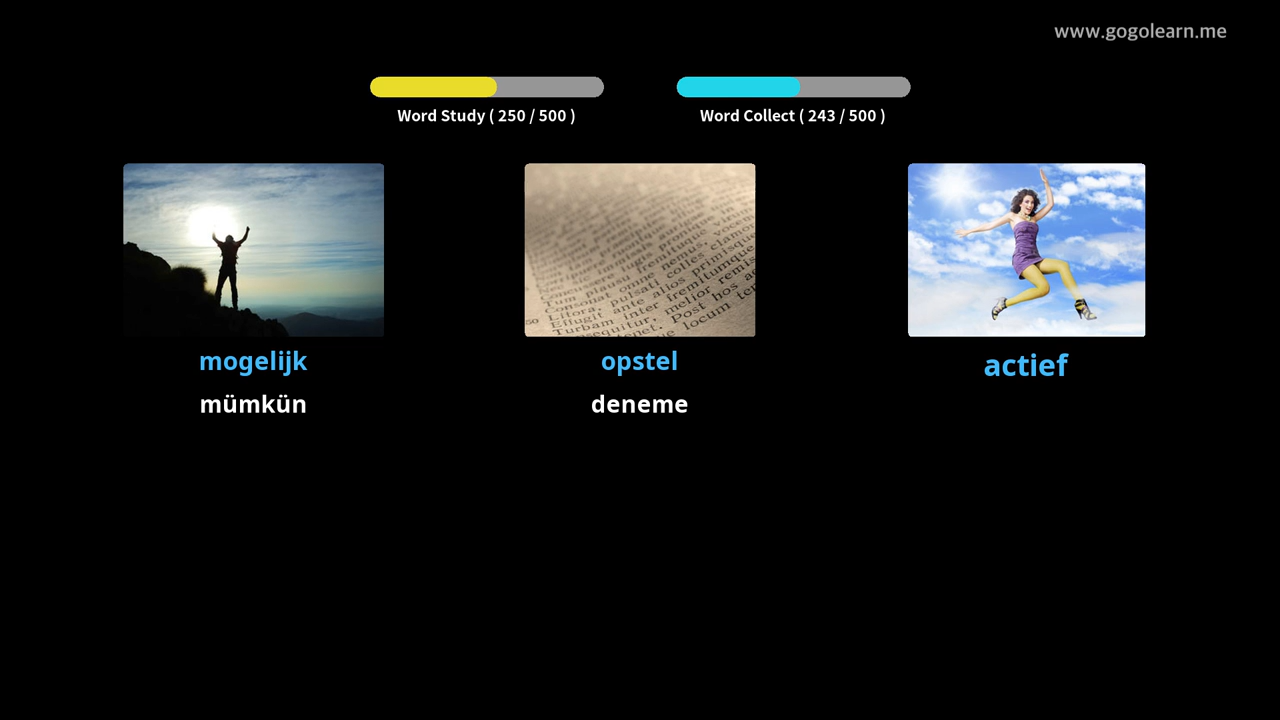 www.gogolearn.me
Word Study ( 250 / 500 )
Word Collect ( 243 / 500 )
mogelijk
mümkün
opstel
deneme
actief